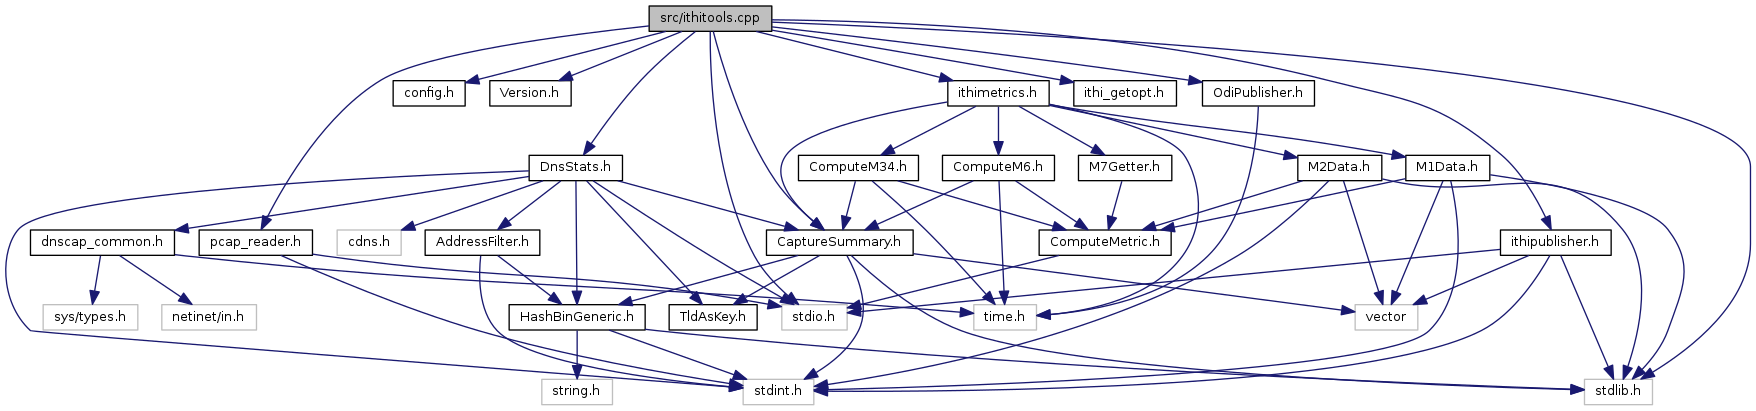 src/ithitools.cpp
config.h
Version.h
ithimetrics.h
ithi_getopt.h
OdiPublisher.h
DnsStats.h
ComputeM34.h
ComputeM6.h
M7Getter.h
M2Data.h
M1Data.h
dnscap_common.h
pcap_reader.h
cdns.h
AddressFilter.h
CaptureSummary.h
ComputeMetric.h
ithipublisher.h
sys/types.h
netinet/in.h
HashBinGeneric.h
TldAsKey.h
stdio.h
time.h
vector
string.h
stdint.h
stdlib.h